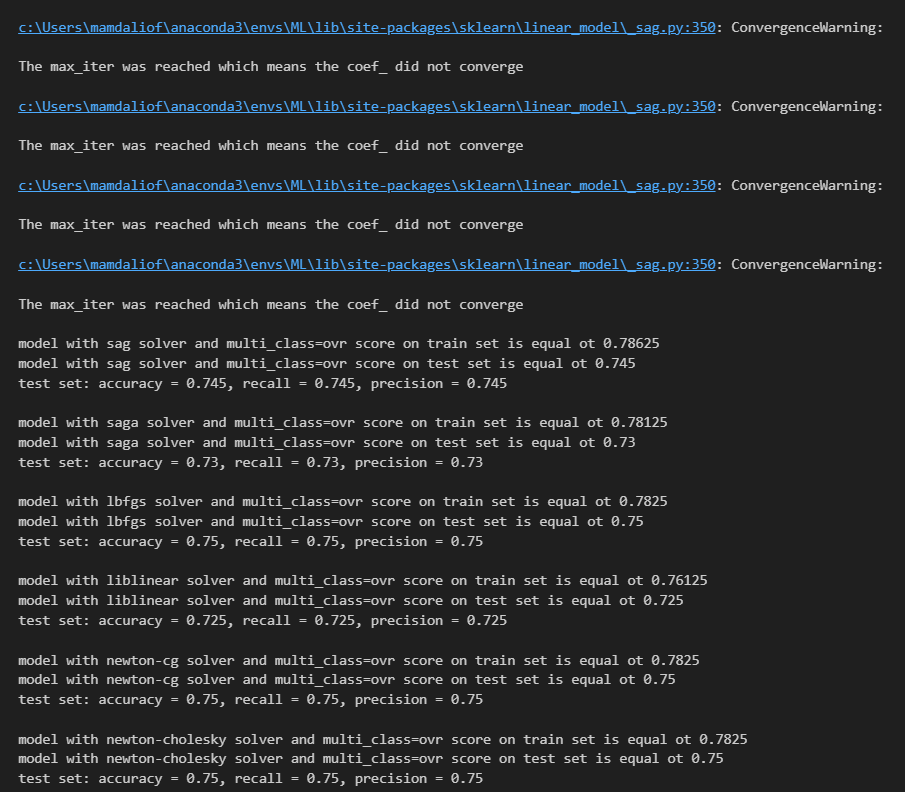 c:\Users\mamdaliof\anaconda3\envs\ML\lib\site-packages\sklearn\linear_model\_sag.py:350: ConvergenceWarning:
The max_iter was reached which means the coef_ did not converge
c:\Users\mamdaliof\anaconda3\envs\ML\lib\site-packages\sklearn\linear_model\_sag.py:350: ConvergenceWarning:
The max_iter was reached which means the coef_ did not converge
c:\Users\mamdaliof\anaconda3\envs\ML\lib\site-packages\sklearn\linear_model\_sag.py:350: ConvergenceWarning:
The max_iter was reached which means the coef_ did not converge
c:\Users\mamdaliof\anaconda3\envs\ML\lib\site-packages\sklearn\linear_model\_sag.py:350: ConvergenceWarning:
The max_iter was reached which means the coef_ did not converge
model with sag solver and multi_class=ovr score on train set is equal ot 0.78625
model with sag solver and multi_class=ovr score on test set is equal ot 0.745
test set: accuracy = 0.745, recall = 0.745, precision = 0.745
model with saga solver and multi_class=ovr score on train set is equal ot 0.78125
model with saga solver and multi_class=ovr score on test set is equal ot 0.73
test set: accuracy = 0.73, recall = 0.73, precision = 0.73
model with lbfgs solver and multi_class=ovr score on train set is equal ot 0.7825
model with lbfgs solver and multi_class=ovr score on test set is equal ot 0.75
test set: accuracy = 0.75, recall = 0.75, precision = 0.75
model with liblinear solver and multi_class=ovr score on train set is equal ot 0.76125
model with liblinear solver and multi_class=ovr score on test set is equal ot 0.725
test set: accuracy = 0.725, recall = 0.725, precision = 0.725
model with newton-cg solver and multi_class=ovr score on train set is equal ot 0.7825
model with newton-cg solver and multi_class=ovr score on test set is equal ot 0.75
test set: accuracy = 0.75, recall = 0.75, precision = 0.75
model with newton-cholesky solver and multi_class=ovr score on train set is equal ot 0.7825
model with newton-cholesky solver and multi_class=ovr score on test set is equal ot 0.75
test set: accuracy = 0.75, recall = 0.75, precision = 0.75